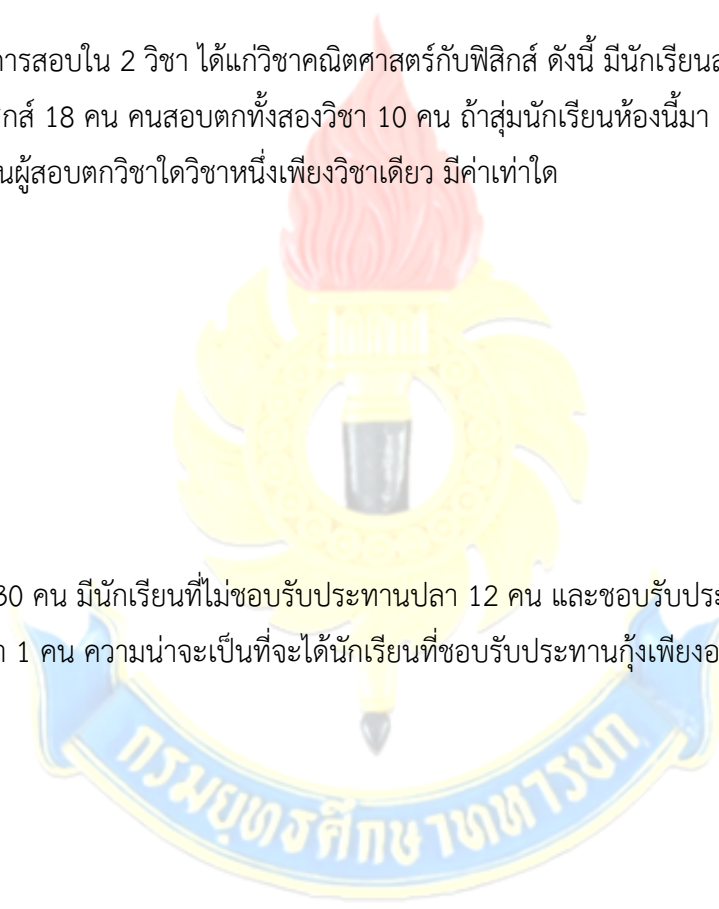 การสอบใน 2 วิชา ได้แก่วิชาคณิตศาสตร์กับฟิสิกส์ ดังนี้ มีนักเรียน
กส์ 18 คน คนสอบตกทั้งสองวิชา 10 คน ถ้าสุ่มนักเรียนห้องนี้มา
ผู้สอบตกวิชาใดวิชาหนึ่งเพียงวิชาเดียว มีค่าเท่าใด
30 คน มีนักเรียนที่ไม่ชอบรับประทานปลา 12 คน และชอบรับประ
1 คน ความน่าจะเป็นที่จะได้นักเรียนที่ชอบรับประทานกุ้งเพียงอ
กรมยุทธศึกษาทหารบก